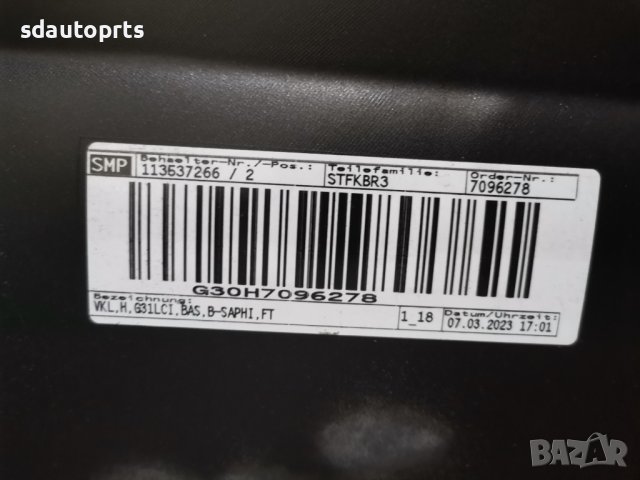 sdautoprts
SMP
Behaelter-Nr./-Pos.:
113537266 / 2
Teilefamilie:
STFKBR3
Order-Nr.:
7096278
G30H7096278
Bezeichnung:
VKL,H,G31LCI,BAS,B-SAPHI,FT
1_18
Datum/Uhrzeit:
07.03.2023 17:01
BAZAR